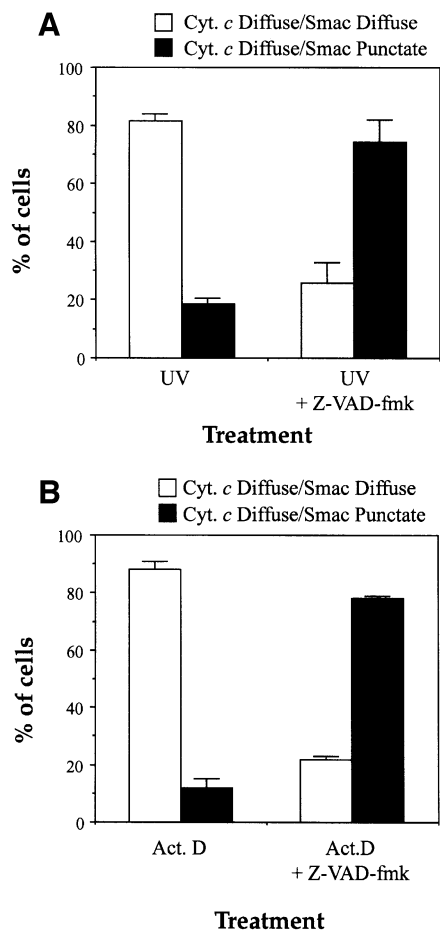 A
Cyt. c Diffuse/Smac Diffuse
Cyt. c Diffuse/Smac Punctate
100
80
60
40
20
0
% of cells
UV
UV
+ Z-VAD-fmk
Treatment
B
Cyt. c Diffuse/Smac Diffuse
Cyt. c Diffuse/Smac Punctate
100
80
60
40
20
0
% of cells
Act. D
Act.D
+ Z-VAD-fmk
Treatment